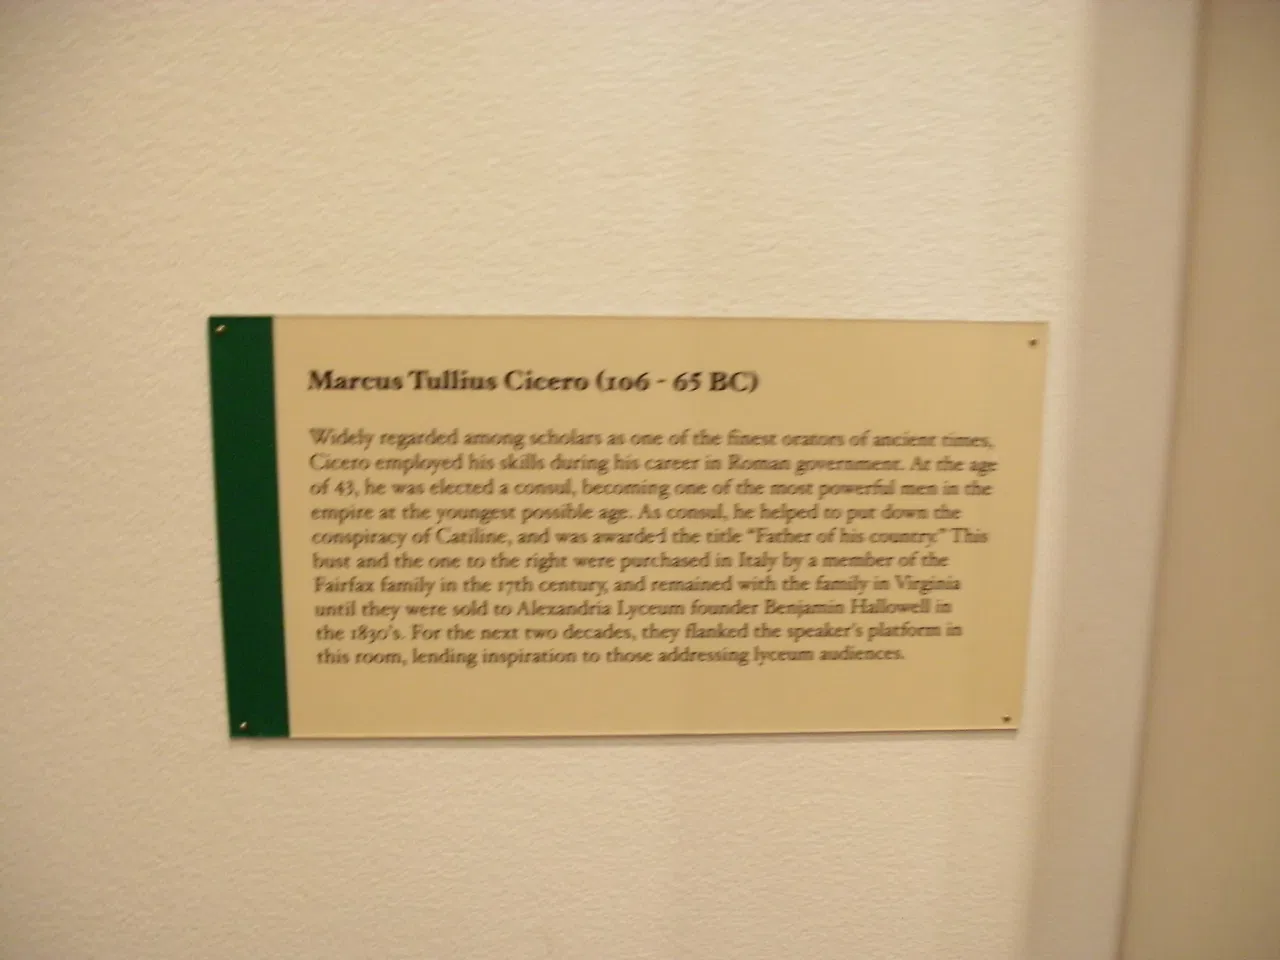 Marcus Tullius Cicero (106 - 65 BC)
Widely regarded among scholars as one of the finest orators of ancient times,
Cicero employed his skills during his career in Roman government. At the age
of 43, he was elected a consul, becoming one of the most powerful men in the
empire at the youngest possible age. As consul, he helped to put down the
conspiracy of Catiline, and was awarded the title "Father of his country." This
bust and the one to the right were purchased in Italy by a member of the
Fairfax family in the 17th century, and remained with the family in Virginia
until they were sold to Alexandria Lyceum founder Benjamin Hallowell in
the 1830's. For the next two decades, they flanked the speaker's platform in
this room, lending inspiration to those addressing lyceum audiences.